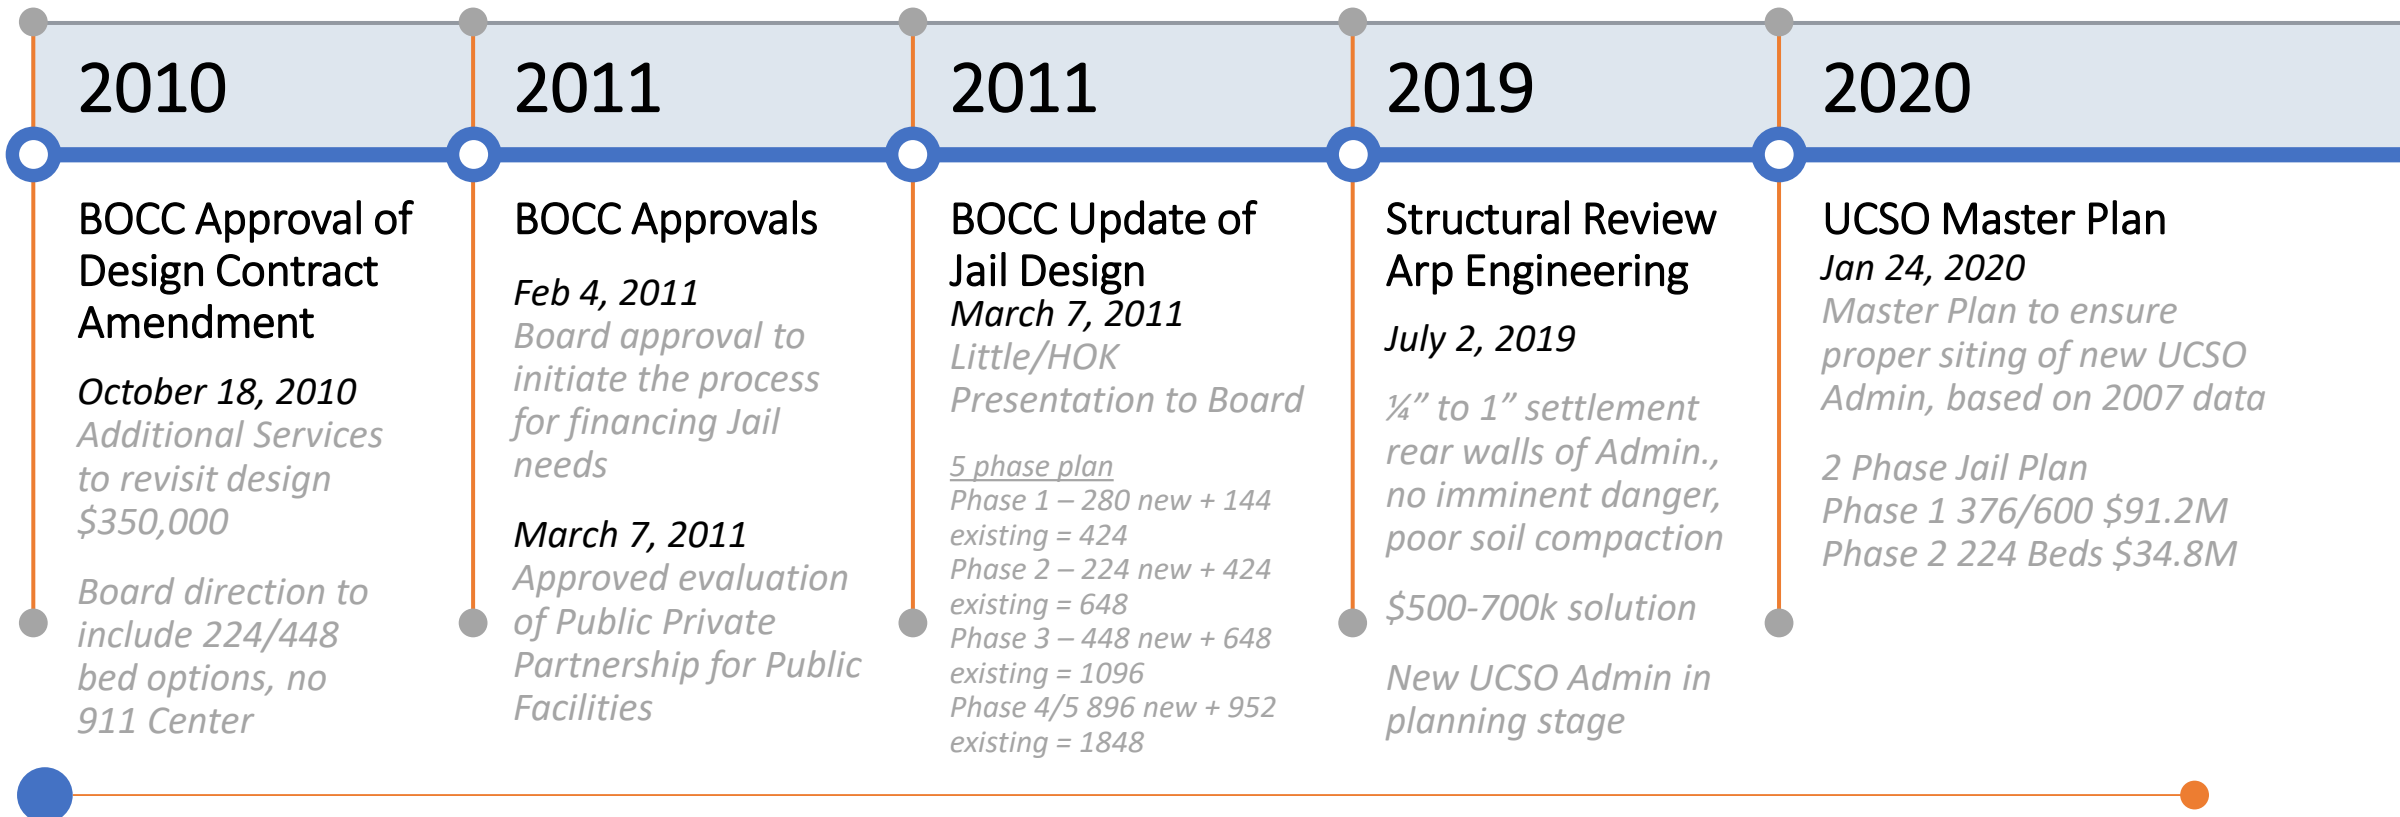 2010
BOCC Approval of
Design Contract
Amendment
October 18, 2010
Additional Services
to revisit design
$350,000
Board direction to
include 224/448
bed options, no
911 Center
2011
BOCC Approvals
Feb 4, 2011
Board approval to
initiate the process
for financing Jail
needs
March 7, 2011
Approved evaluation
of Public Private
Partnership for Public
Facilities
2011
BOCC Update of
Jail Design
March 7, 2011
Little/HOK
Presentation to Board
5 phase plan
Phase 1 – 280 new + 144
existing = 424
Phase 2 – 224 new + 424
existing = 648
Phase 3 – 448 new + 648
existing = 1096
Phase 4/5 896 new + 952
existing = 1848
2019
Structural Review
Arp Engineering
July 2, 2019
¼” to 1” settlement
rear walls of Admin.,
no imminent danger,
poor soil compaction
$500-700k solution
New UCSO Admin in
planning stage
2020
UCSO Master Plan
Jan 24, 2020
Master Plan to ensure
proper siting of new UCSO
Admin, based on 2007 data
2 Phase Jail Plan
Phase 1 376/600 $91.2M
Phase 2 224 Beds $34.8M